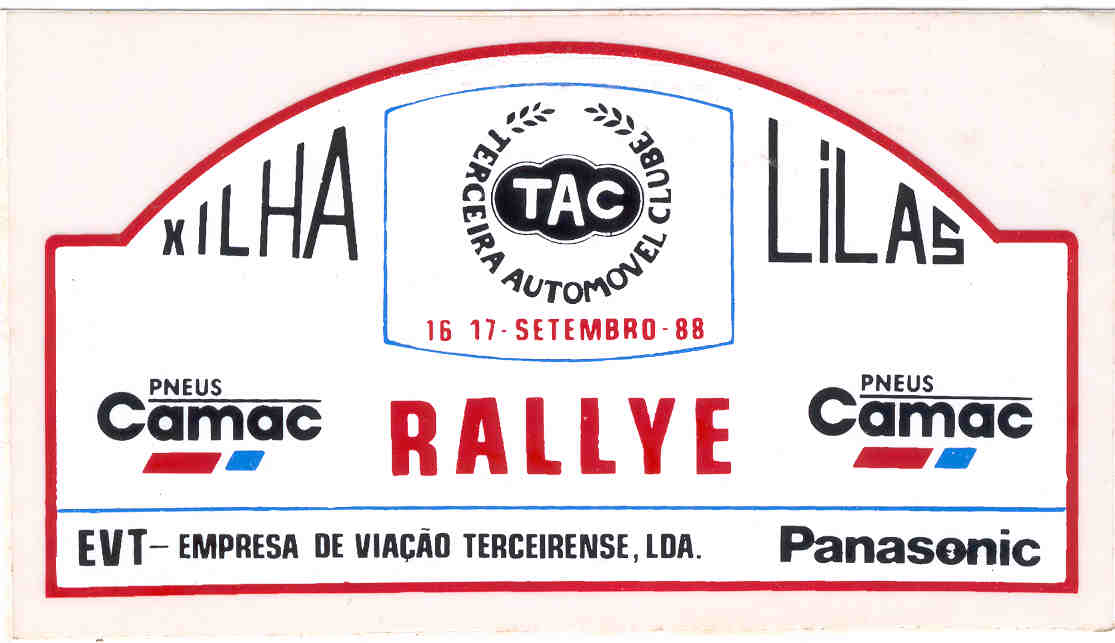 X ILHA
LiLAS
TERCEIRA AUTOMOVEL CLUBE
TAC
16 17-SETEMBRO-88
PNEUS
Camac
RALLYE
PNEUS
Camac
EVT– EMPRESA DE VIAÇÃO TERCEIRENSE, LDA.
Panasonic